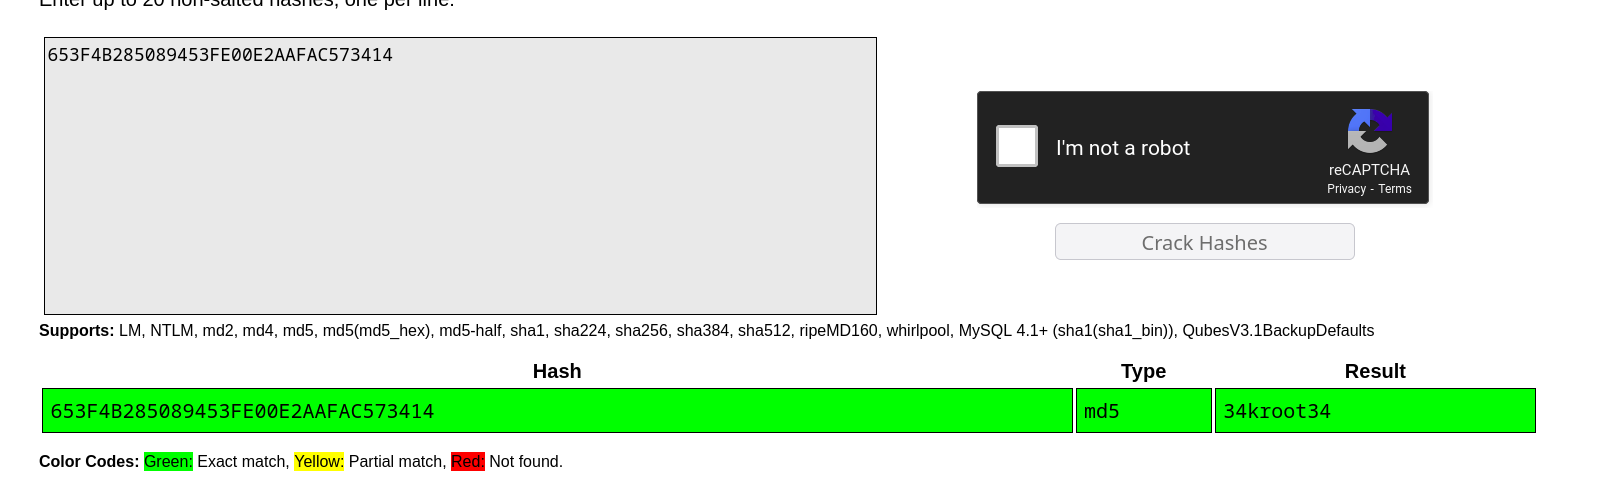 Enter up to 20 non-salted hashes, one per line:
653F4B285089453FE00E2AAFAC573414
I'm not a robot
reCAPTCHA
Privacy - Terms
Crack Hashes
Supports: LM, NTLM, md2, md4, md5, md5(md5_hex), md5-half, sha1, sha224, sha256, sha384, sha512, ripeMD160, whirlpool, MySQL 4.1+ (sha1(sha1_bin)), QubesV3.1BackupDefaults
Hash Type Result
653F4B285089453FE00E2AAFAC573414 md5 34kroot34
Color Codes: Green: Exact match, Yellow: Partial match, Red: Not found.